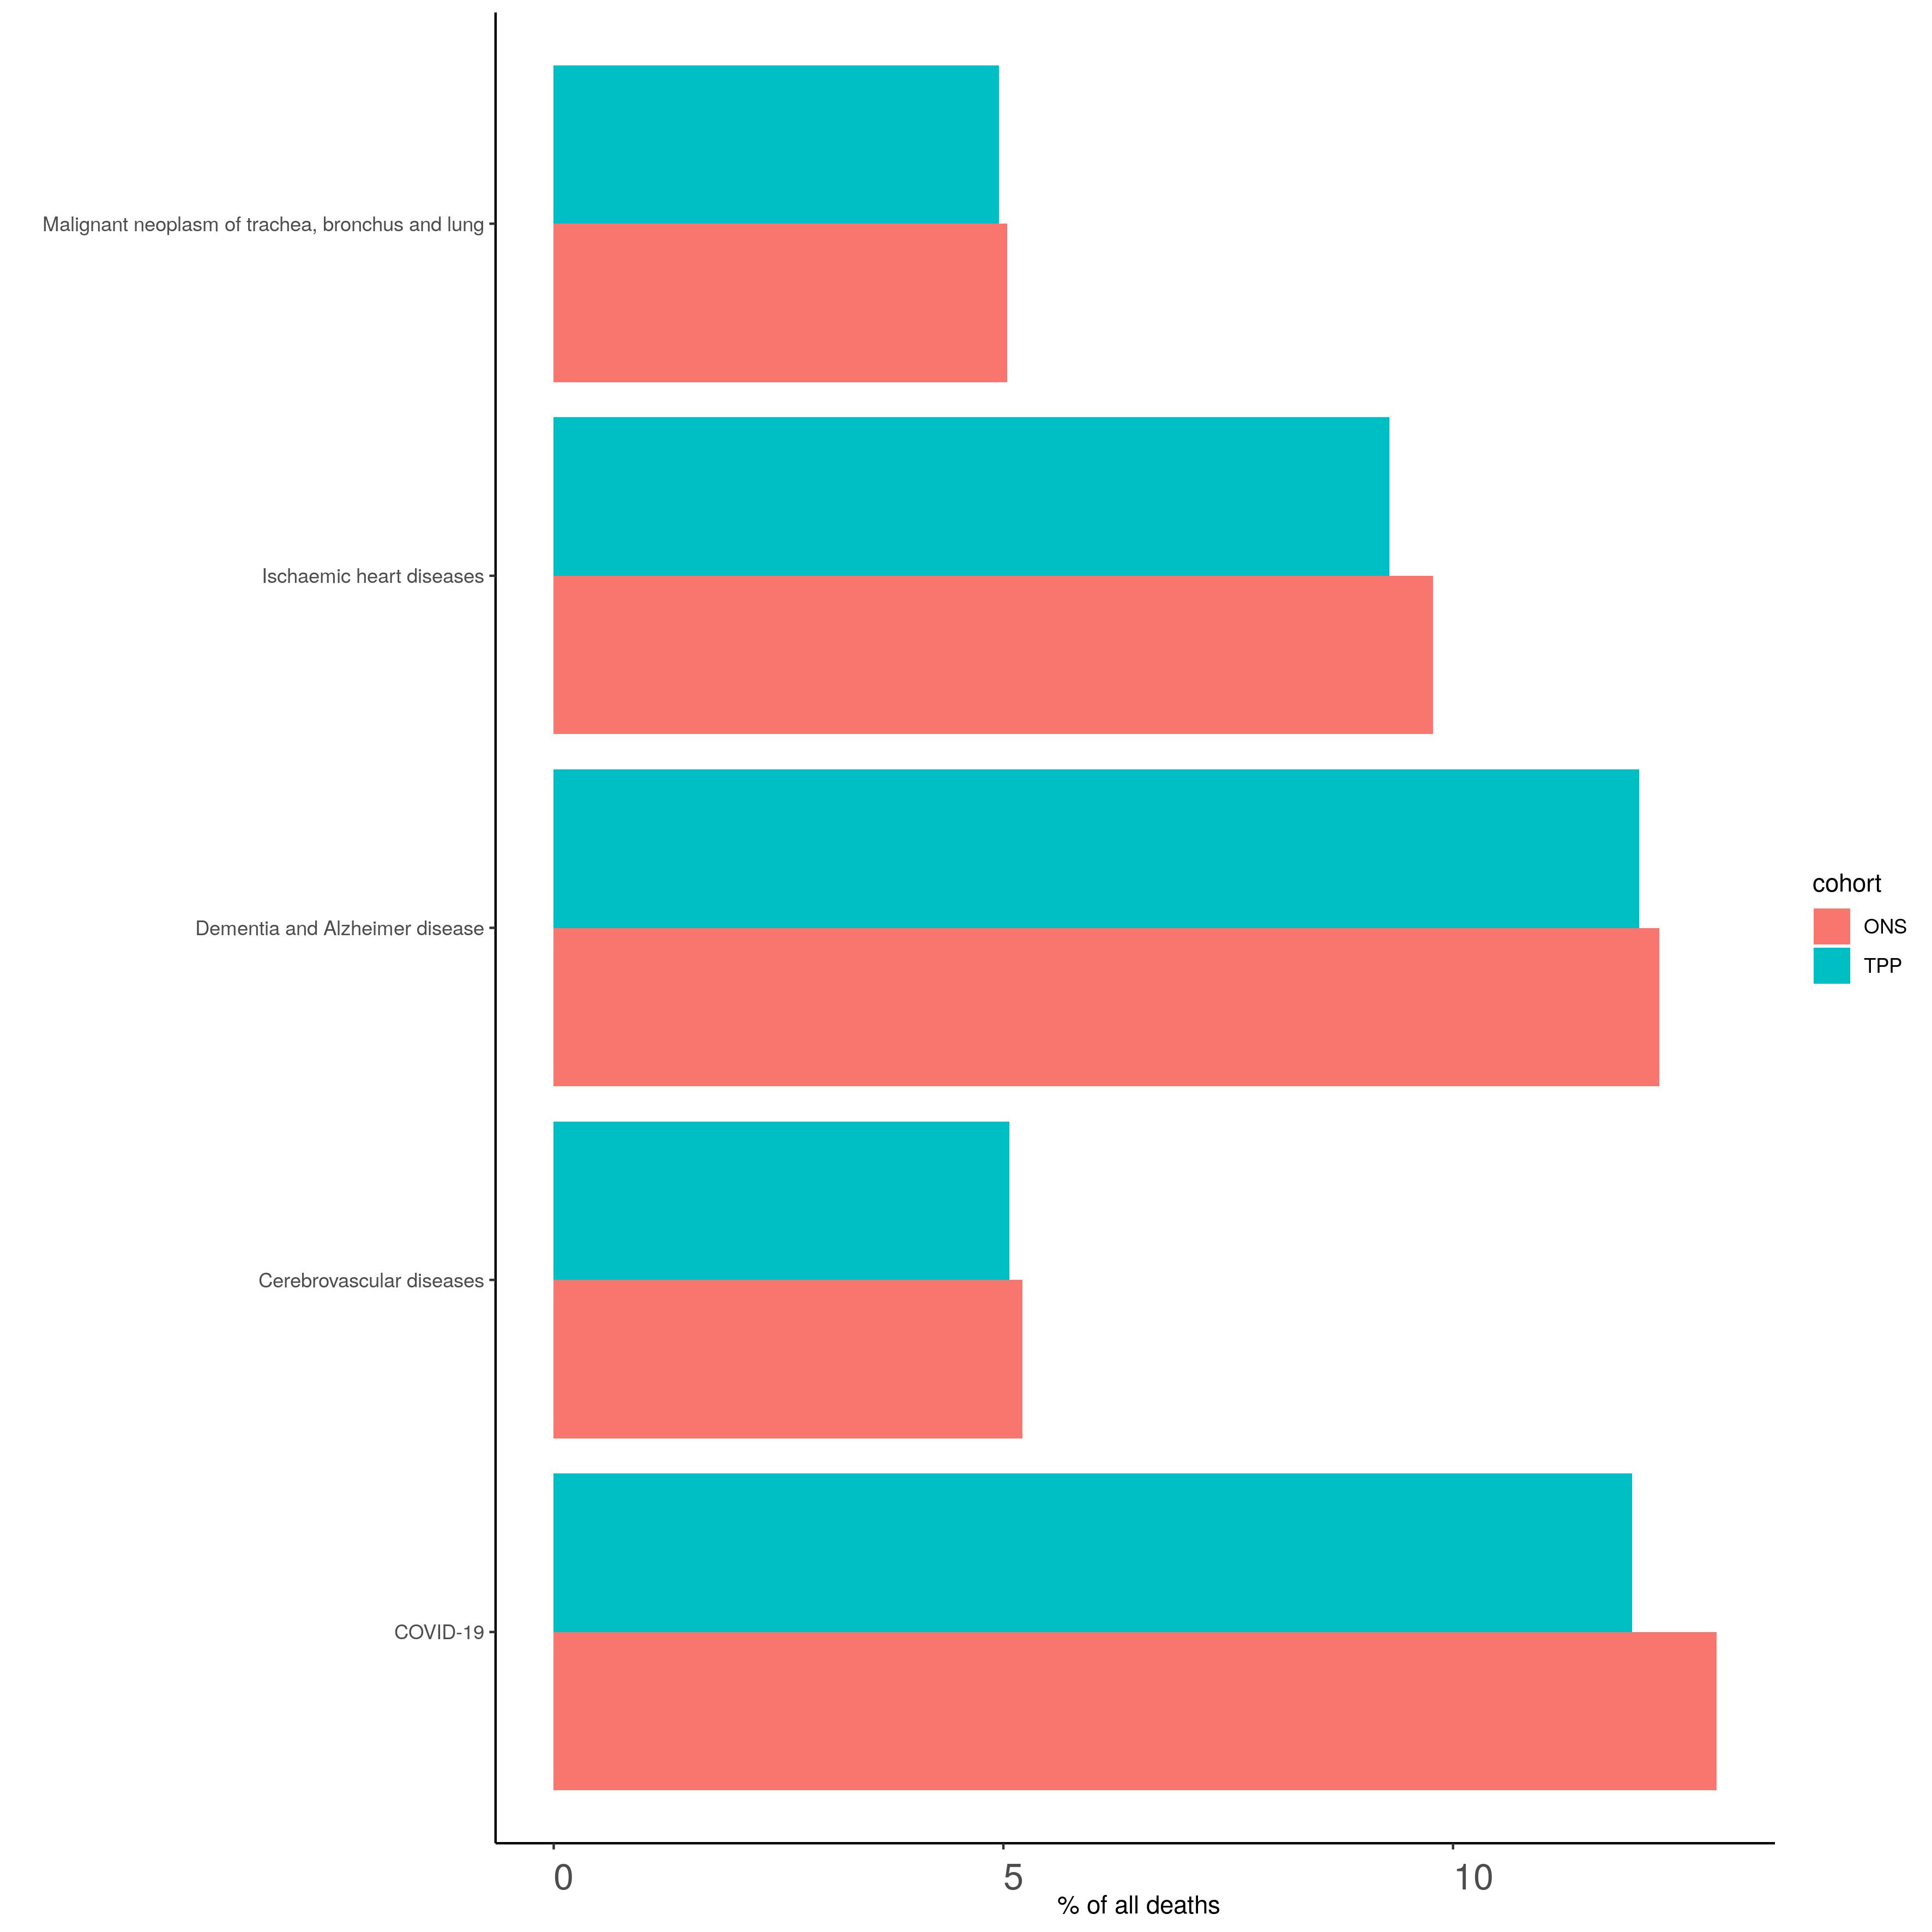 Malignant neoplasm of trachea, bronchus and lung
Ischaemic heart diseases
Dementia and Alzheimer disease
Cerebrovascular diseases
COVID-19
0
5
10
% of all deaths
cohort
ONS
TPP